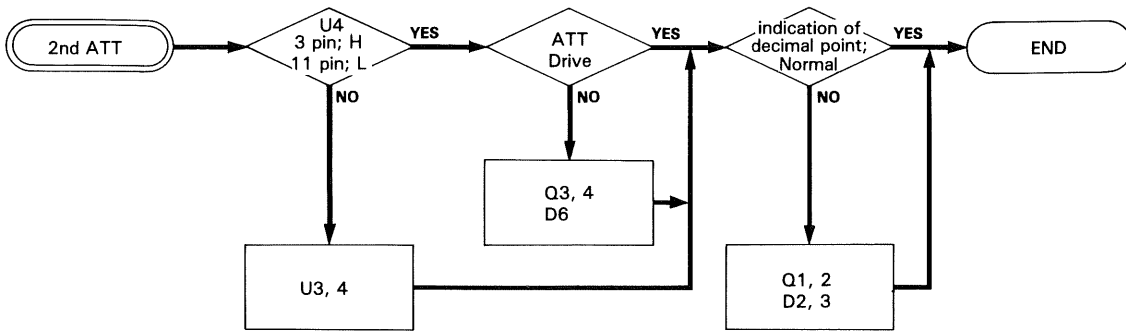 2nd ATT
U4
3 pin; H
11 pin; L
YES
NO
ATT
Drive
YES
NO
indication of
decimal point;
Normal
YES
NO
END
Q3, 4
D6
U3, 4
Q1, 2
D2, 3